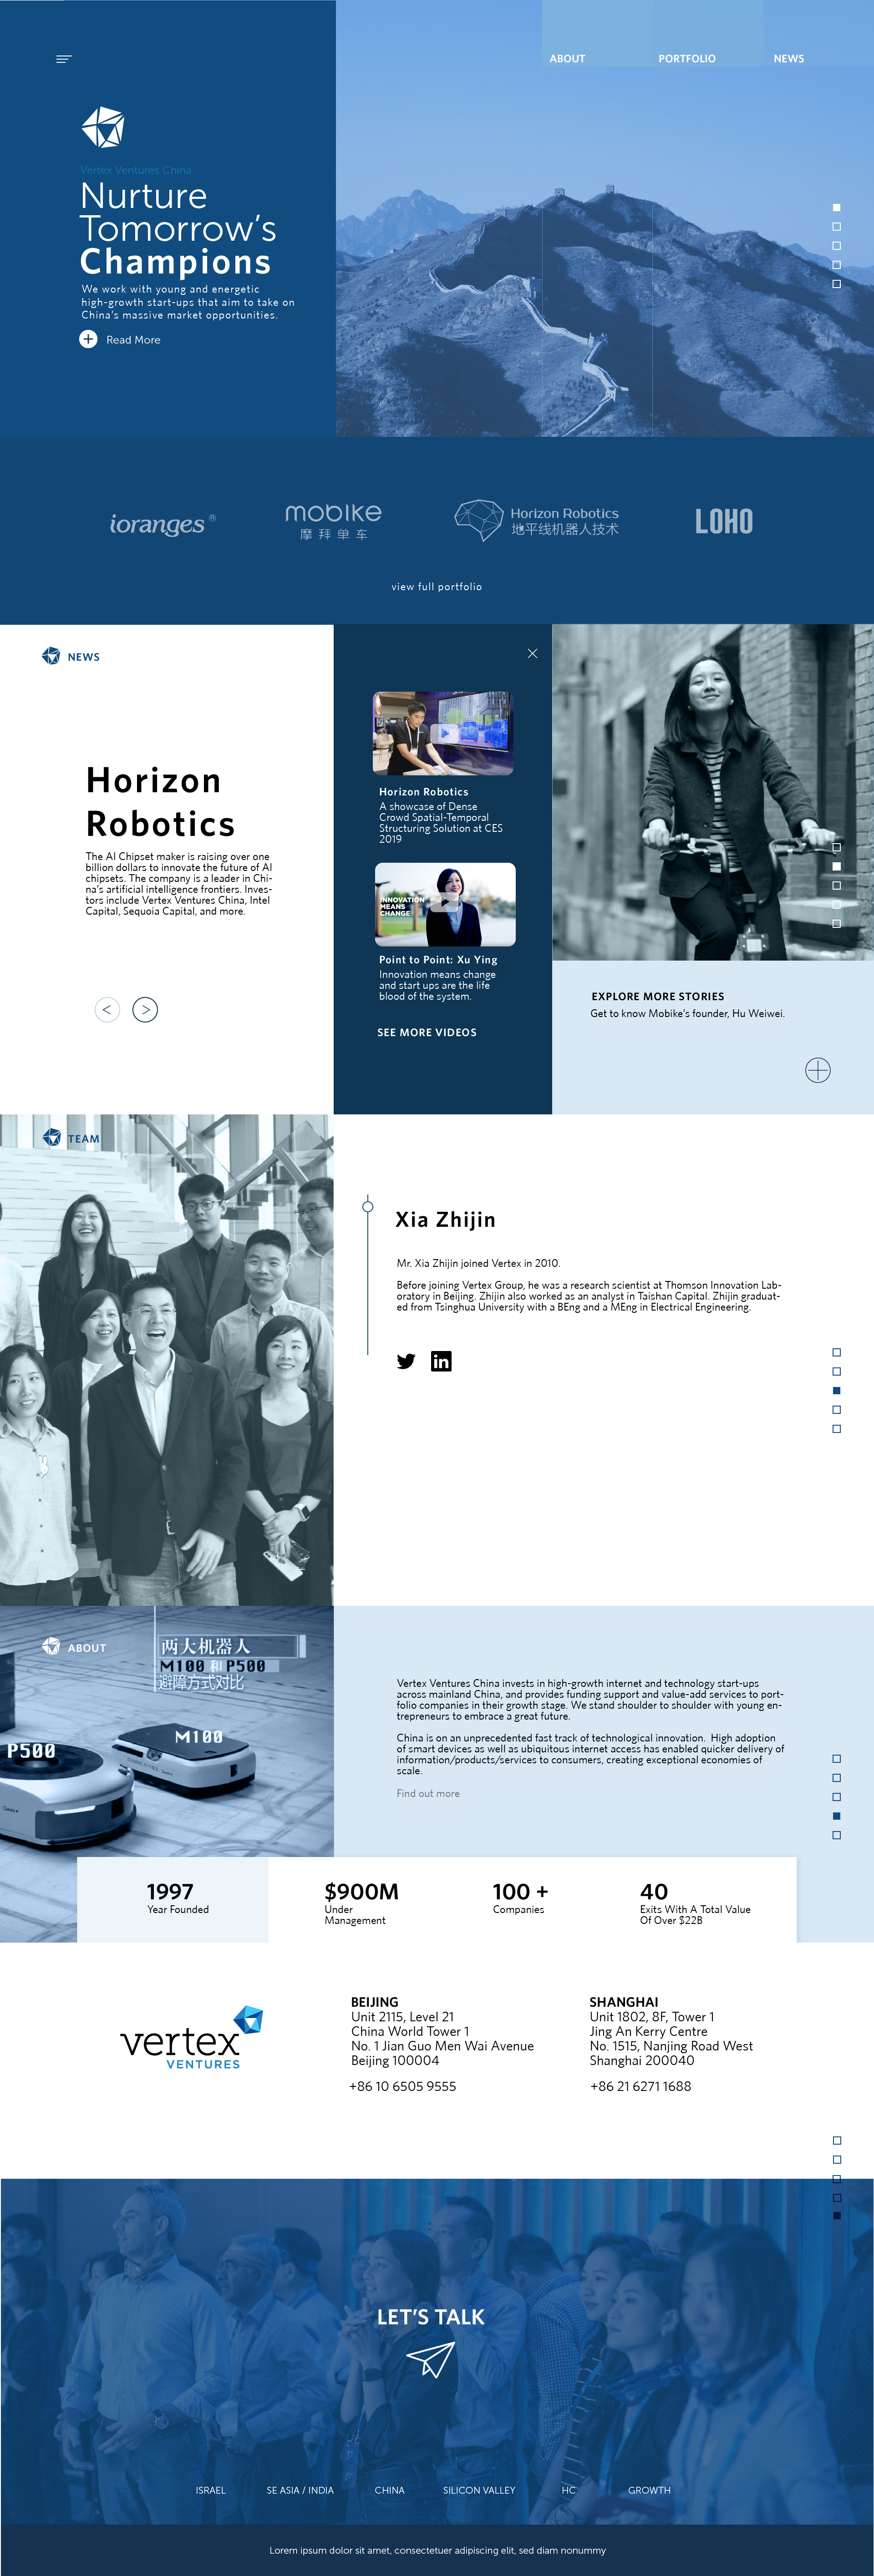 ABOUT
PORTFOLIO
NEWS
Vertex Ventures China
Nurture
Tomorrow's
Champions
We work with young and energetic
high-growth start-ups that aim to take on
China's massive market opportunities.
Read More
ioranges®
mobike
摩拜单车
Horizon Robotics
地平线机器人技术
LOHO
view full portfolio
NEWS
Horizon
Robotics
The AI Chipset maker is raising over one
billion dollars to innovate the future of AI
chipsets. The company is a leader in Chi-
na's artificial intelligence frontiers. Inves-
tors include Vertex Ventures China, Intel
Capital, Sequoia Capital, and more.
Horizon Robotics
A showcase of Dense
Crowd Spatial-Temporal
Structuring Solution at CES
2019
INNOVATION
MEANS
CHANGE
Point to Point: Xu Ying
Innovation means change
and start ups are the life
blood of the system.
SEE MORE VIDEOS
EXPLORE MORE STORIES
Get to know Mobike's founder, Hu Weiwei.
TEAM
Xia Zhijin
Mr. Xia Zhijin joined Vertex in 2010.
Before joining Vertex Group, he was a research scientist at Thomson Innovation Lab-
oratory in Beijing. Zhijin also worked as an analyst in Taishan Capital. Zhijin graduat-
ed from Tsinghua University with a BEng and a MEng in Electrical Engineering.
in
ABOUT
两大机器人
M100 和 P500
避障方式对比
M100
P500
Vertex Ventures China invests in high-growth internet and technology start-ups
across mainland China, and provides funding support and value-add services to port-
folio companies in their growth stage. We stand shoulder to shoulder with young en-
trepreneurs to embrace a great future.
China is on an unprecedented fast track of technological innovation. High adoption
of smart devices as well as ubiquitous internet access has enabled quicker delivery of
information/products/services to consumers, creating exceptional economies of
scale.
Find out more
1997
Year Founded
$900M
Under
Management
100 +
Companies
40
Exits With A Total Value
Of Over $22B
vertex
VENTURES
BEIJING
Unit 2115, Level 21
China World Tower 1
No. 1 Jian Guo Men Wai Avenue
Beijing 100004
+86 10 6505 9555
SHANGHAI
Unit 1802, 8F, Tower 1
Jing An Kerry Centre
No. 1515, Nanjing Road West
Shanghai 200040
+86 21 6271 1688
LET'S TALK
ISRAEL
SE ASIA / INDIA
CHINA
SILICON VALLEY
HC
GROWTH
Lorem ipsum dolor sit amet, consectetuer adipiscing elit, sed diam nonummy